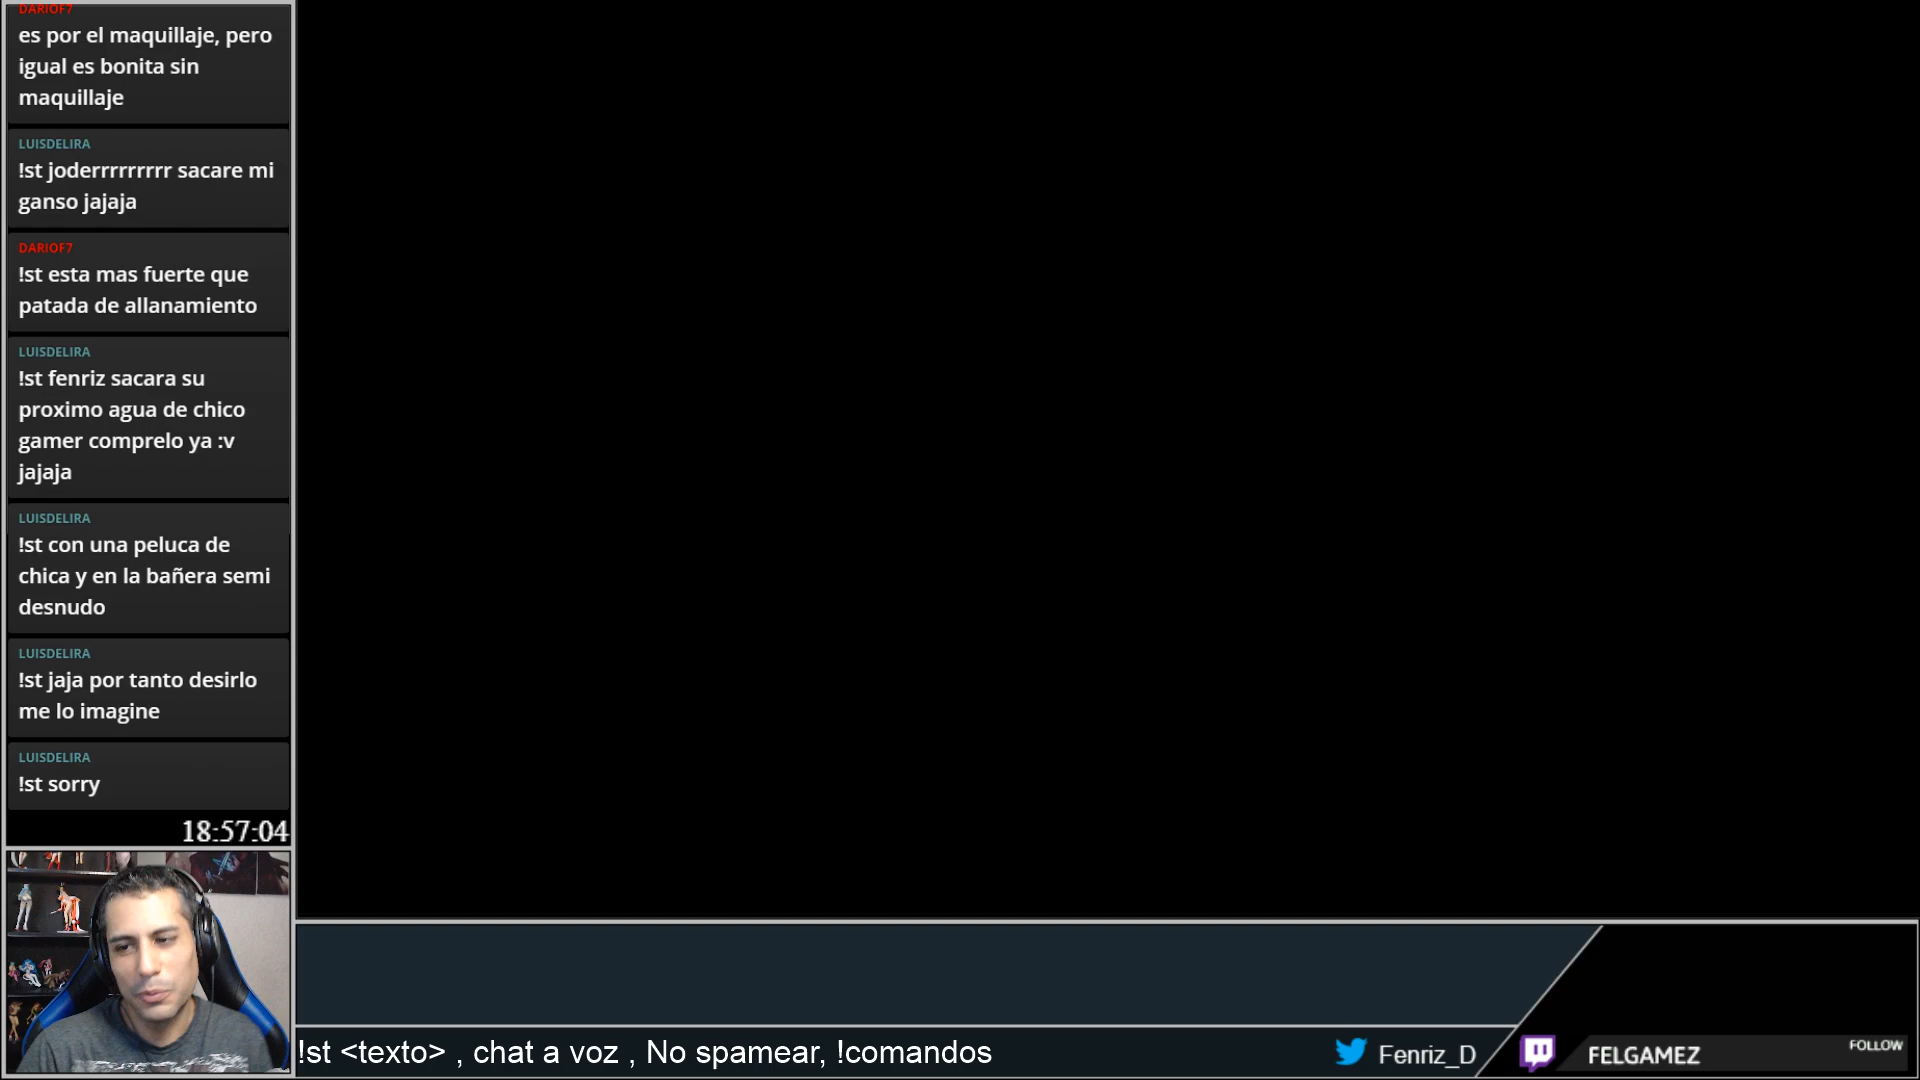 DARIOF7
es por el maquillaje, pero
igual es bonita sin
maquillaje
LUISDELIRA
!st joderrrrrrrrr sacare mi
ganso jajaja
DARIOF7
!st esta mas fuerte que
patada de allanamiento
LUISDELIRA
!st fenriz sacara su
proximo agua de chico
gamer comprelo ya :v
jajaja
LUISDELIRA
!st con una peluca de
chica y en la bañera semi
desnudo
LUISDELIRA
!st jaja por tanto desirlo
me lo imagine
LUISDELIRA
!st sorry
18:57:04
!st <texto> , chat a voz , No spamear, !comandos
Fenriz_D
FELGAMEZ
FOLLOW